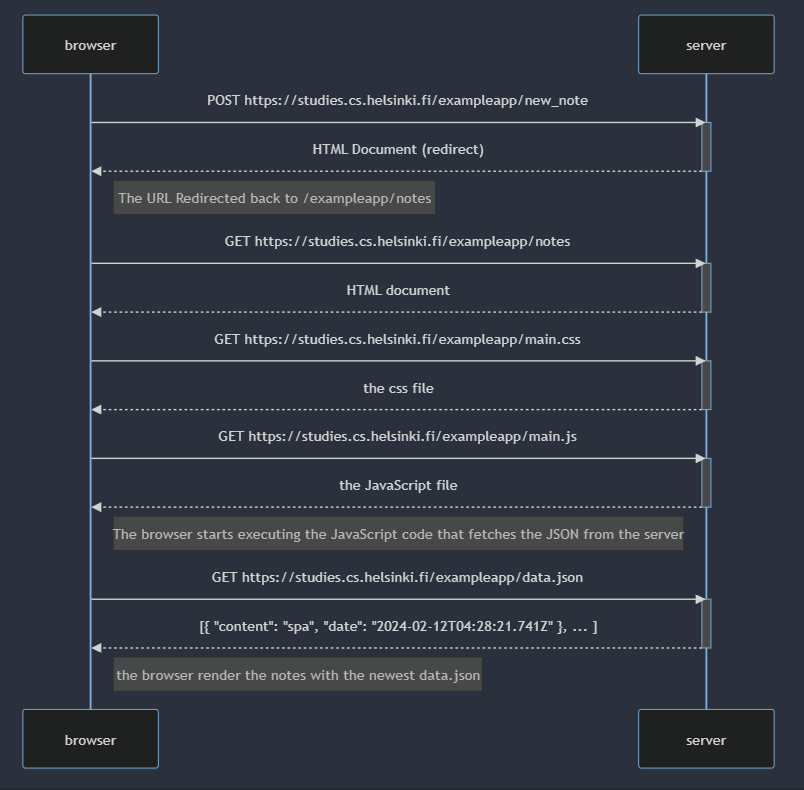 browser
server
POST https://studies.cs.helsinki.fi/exampleapp/new_note
HTML Document (redirect)
The URL Redirected back to /exampleapp/notes
GET https://studies.cs.helsinki.fi/exampleapp/notes
HTML document
GET https://studies.cs.helsinki.fi/exampleapp/main.css
the css file
GET https://studies.cs.helsinki.fi/exampleapp/main.js
the JavaScript file
The browser starts executing the JavaScript code that fetches the JSON from the server
GET https://studies.cs.helsinki.fi/exampleapp/data.json
[{ "content": "spa", "date": "2024-02-12T04:28:21.741Z" }, ... ]
the browser render the notes with the newest data.json
browser
server